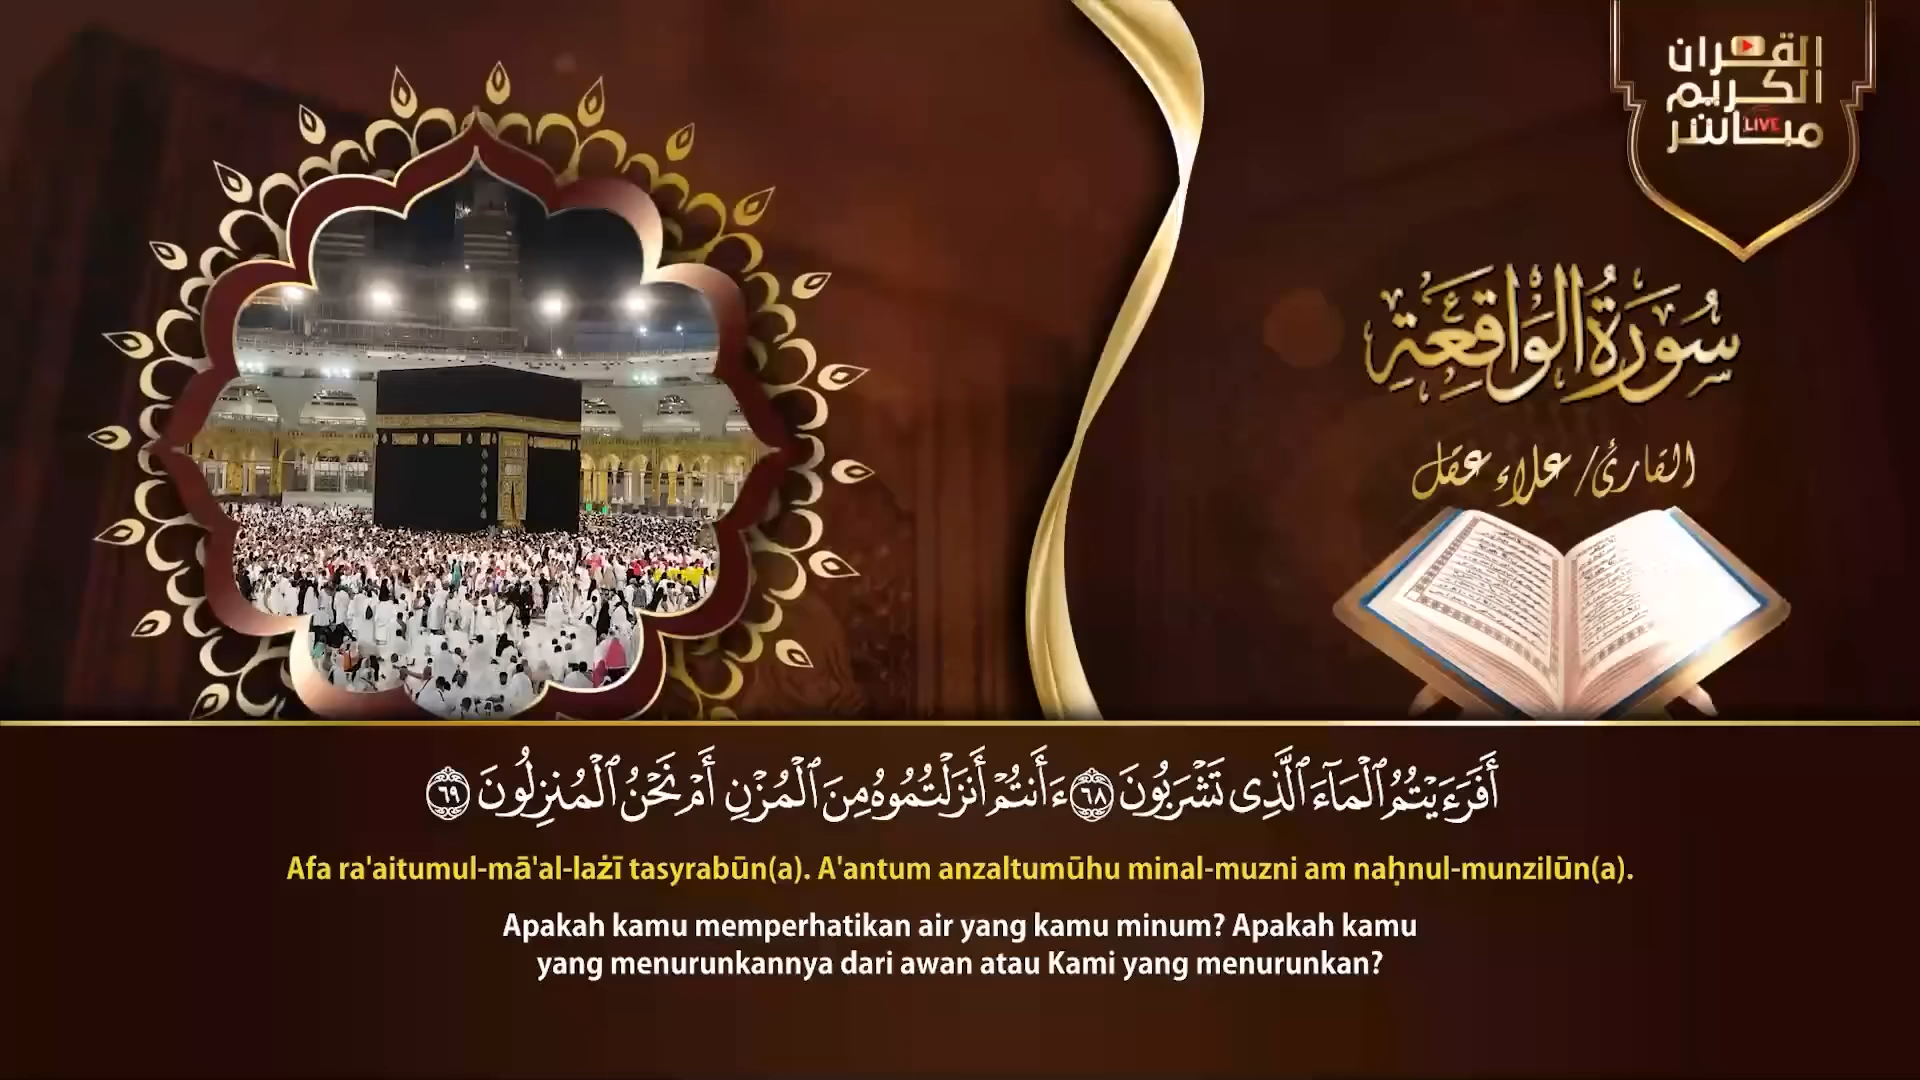 القرآن
الكريم
مباشر
LIVE
سُورَةُ الوَاقِعَةِ
القارئ/ علاء عقل
أَفَرَءَيْتُمُ ٱلْمَآءَ ٱلَّذِى تَشْرَبُونَ ٦٨ ءَأَنتُمْ أَنزَلْتُمُوهُ مِنَ ٱلْمُزْنِ أَمْ نَحْنُ ٱلْمُنزِلُونَ ٦٩
Afa ra'aitumul-mā'al-lażī tasyrabūn(a). A'antum anzaltumūhu minal-muzni am naḥnul-munzilūn(a).
Apakah kamu memperhatikan air yang kamu minum? Apakah kamu
yang menurunkannya dari awan atau Kami yang menurunkan?